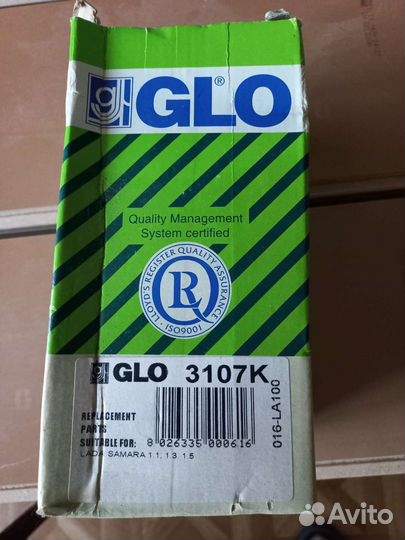 GLO ®
Quality Management
System certified
LLOYD'S REGISTER QUALITY ASSURANCE
LRQ
ISO9001
GLO 3107K
REPLACEMENT
PARTS
SUITABLE FOR:
8 026335 000616
LADA SAMARA 1.1, 1.3, 1.5
016-LA100
Avito